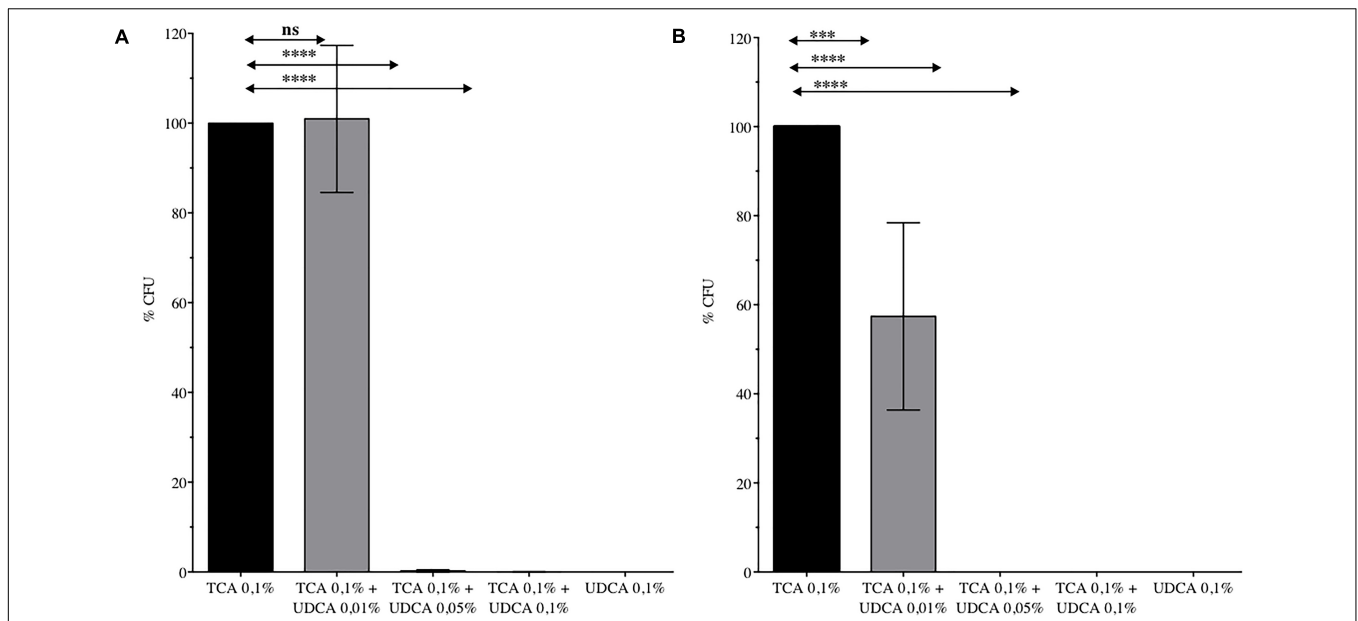 A
ns
****
****
120
100
80
60
40
20
0
% CFU
TCA 0,1%
TCA 0,1% +
UDCA 0,01%
TCA 0,1% +
UDCA 0,05%
TCA 0,1% +
UDCA 0,1%
UDCA 0,1%
B
***
****
****
120
100
80
60
40
20
0
% CFU
TCA 0,1%
TCA 0,1% +
UDCA 0,01%
TCA 0,1% +
UDCA 0,05%
TCA 0,1% +
UDCA 0,1%
UDCA 0,1%